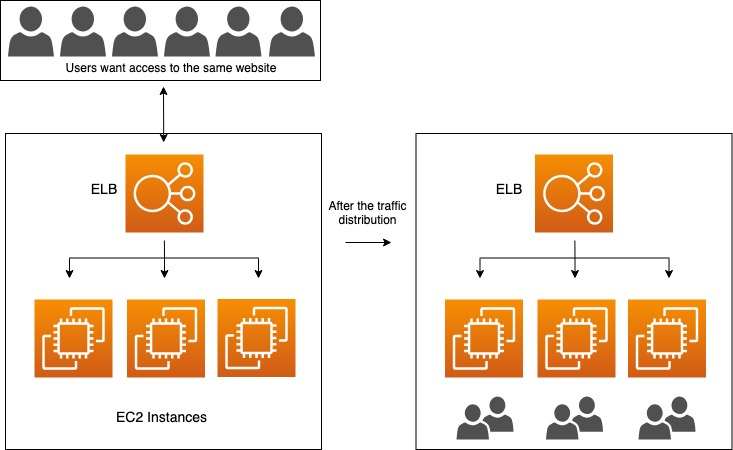 Users want access to the same website
ELB
After the traffic
distribution
ELB
EC2 Instances